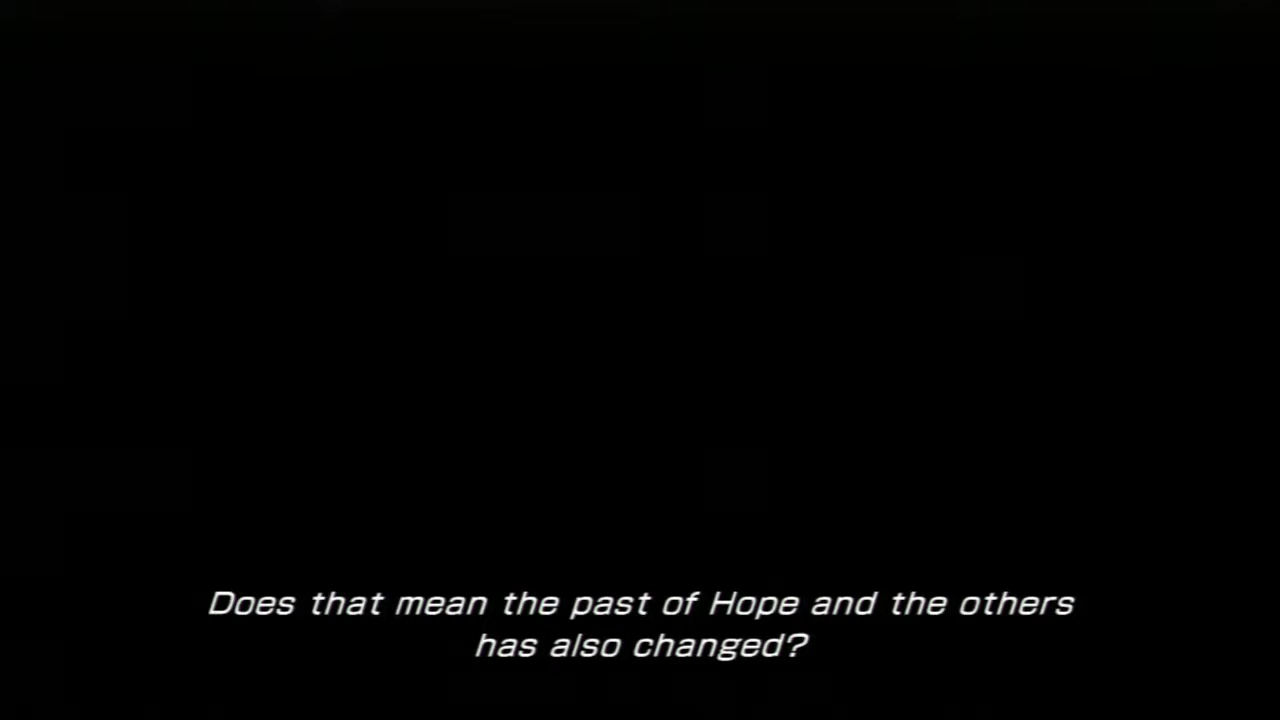 Does that mean the past of Hope and the others
has also changed?